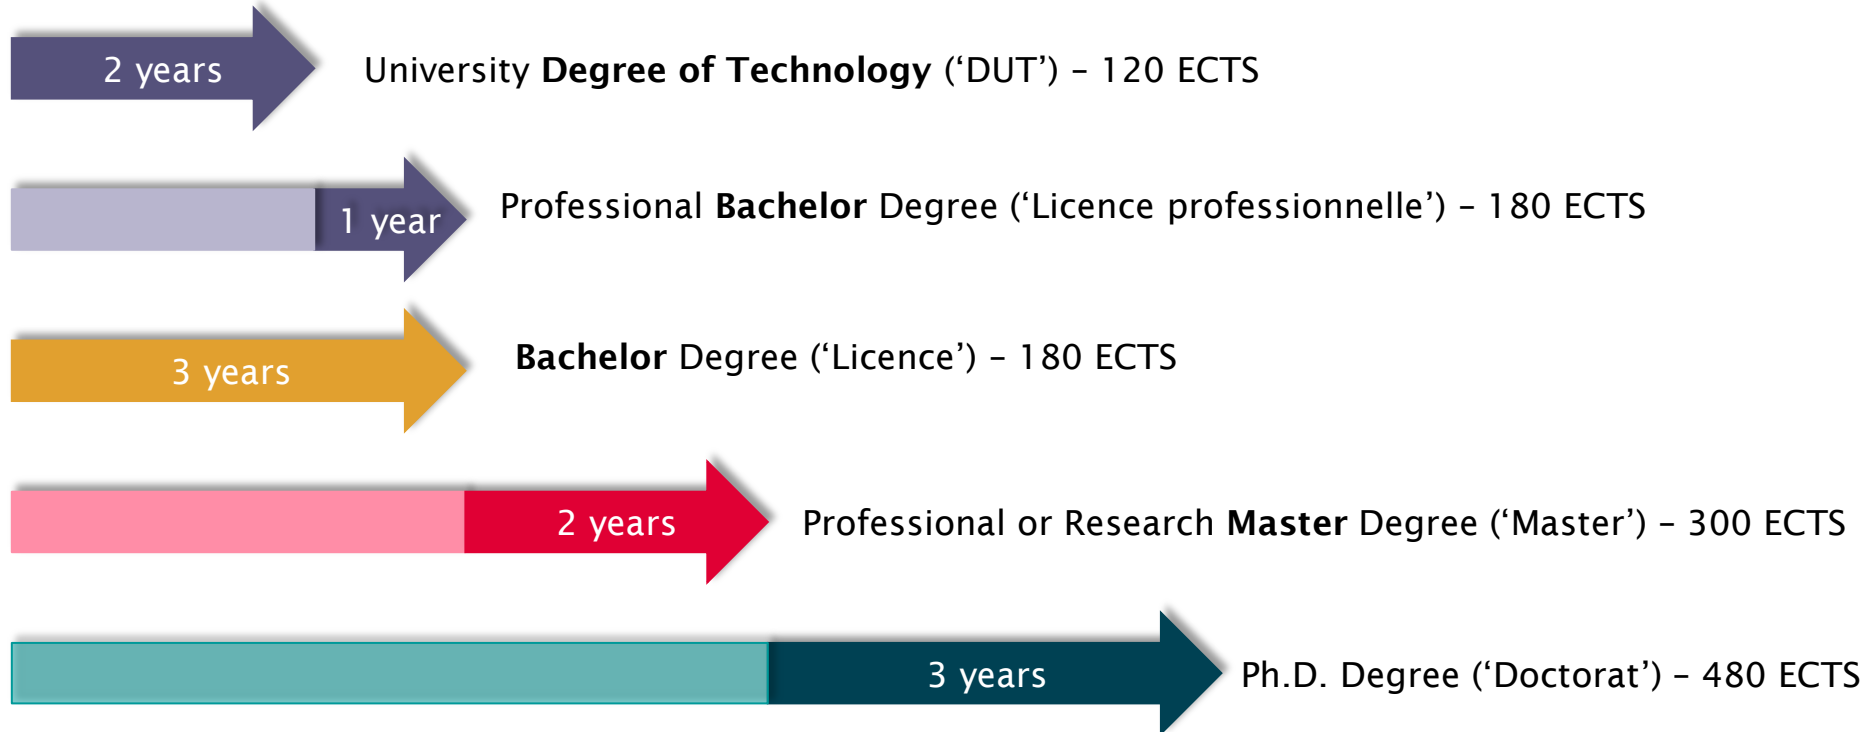 2 years University Degree of Technology (‘DUT’) – 120 ECTS
1 year Professional Bachelor Degree (‘Licence professionnelle’) – 180 ECTS
3 years Bachelor Degree (‘Licence’) – 180 ECTS
2 years Professional or Research Master Degree (‘Master’) – 300 ECTS
3 years Ph.D. Degree (‘Doctorat’) – 480 ECTS